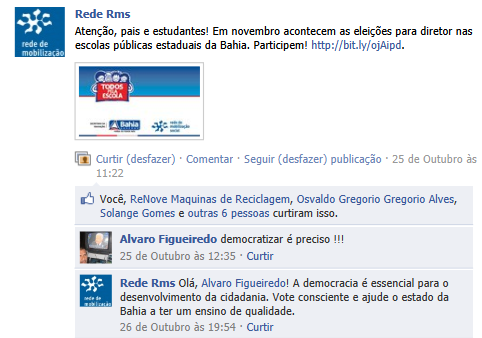 Rede Rms
Atenção, pais e estudantes! Em novembro acontecem as eleições para diretor nas
escolas públicas estaduais da Bahia. Participem! http://bit.ly/ojAipd.
rede de
mobilização
TODOS
PELA
ESCOLA
Bahia
rede de
mobilização
social
Curtir (desfazer) · Comentar · Seguir (desfazer) publicação · 25 de Outubro às
11:22
Você, ReNove Maquinas de Reciclagem, Osvaldo Gregorio Gregorio Alves,
Solange Gomes e outras 6 pessoas curtiram isso.
Alvaro Figueiredo democratizar é preciso !!!
25 de Outubro às 12:35 · Curtir
Rede Rms Olá, Alvaro Figueiredo! A democracia é essencial para o
desenvolvimento da cidadania. Vote consciente e ajude o estado da
Bahia a ter um ensino de qualidade.
26 de Outubro às 19:54 · Curtir
rede de
mobilização